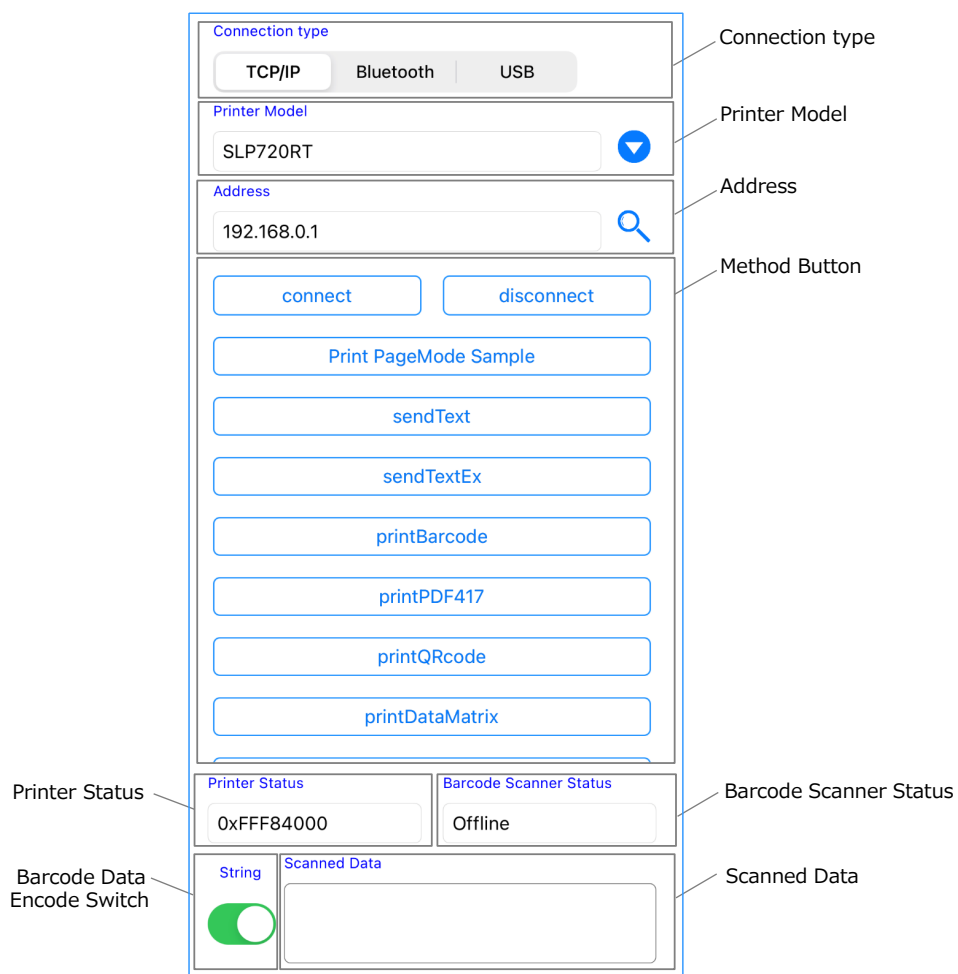 Connection type
TCP/IP Bluetooth USB
Connection type
Printer Model
SLP720RT
Printer Model
Address
192.168.0.1
Address
Method Button
connect disconnect
Print PageMode Sample
sendText
sendTextEx
printBarcode
printPDF417
printQRcode
printDataMatrix
Printer Status
Printer Status
0xFFF84000
Barcode Scanner Status
Offline
Barcode Scanner Status
Barcode Data
Encode Switch
String
Scanned Data
Scanned Data